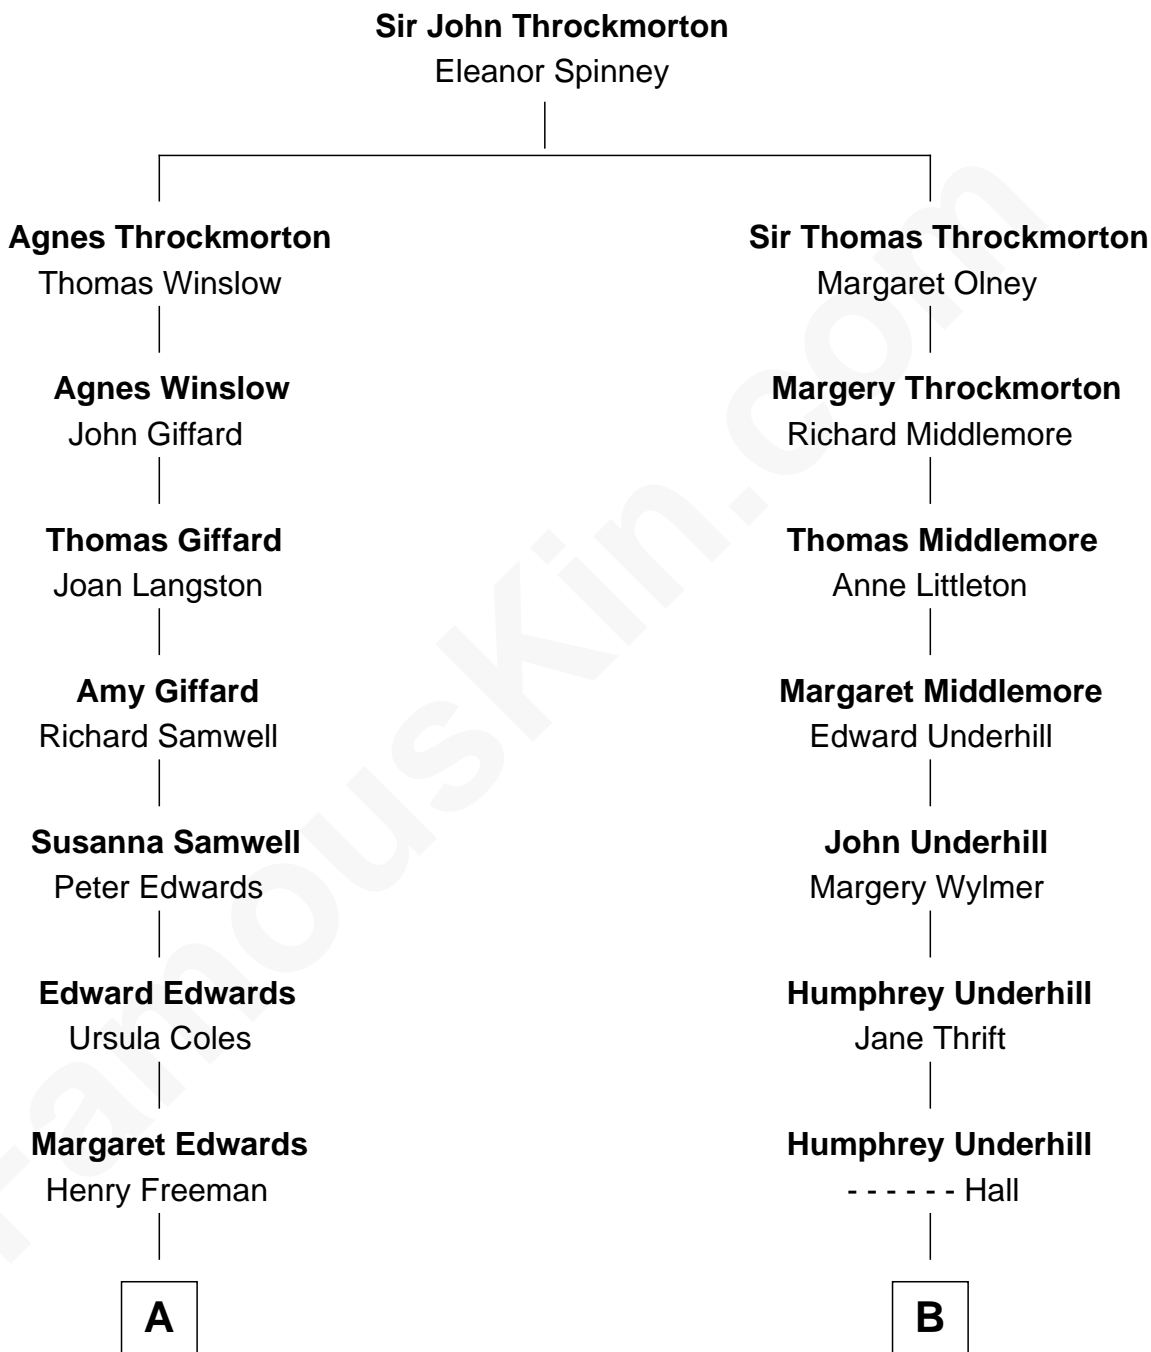 Sir John Throckmorton
Eleanor Spinney
Agnes Throckmorton
Thomas Winslow
Sir Thomas Throckmorton
Margaret Olney
Agnes Winslow
John Giffard
Margery Throckmorton
Richard Middlemore
Thomas Giffard
Joan Langston
Thomas Middlemore
Anne Littleton
Amy Giffard
Richard Samwell
Margaret Middlemore
Edward Underhill
Susanna Samwell
Peter Edwards
John Underhill
Margery Wylmer
Edward Edwards
Ursula Coles
Humphrey Underhill
Jane Thrift
Margaret Edwards
Henry Freeman
Humphrey Underhill
- - - - - - Hall
A
B
FamousKin.com